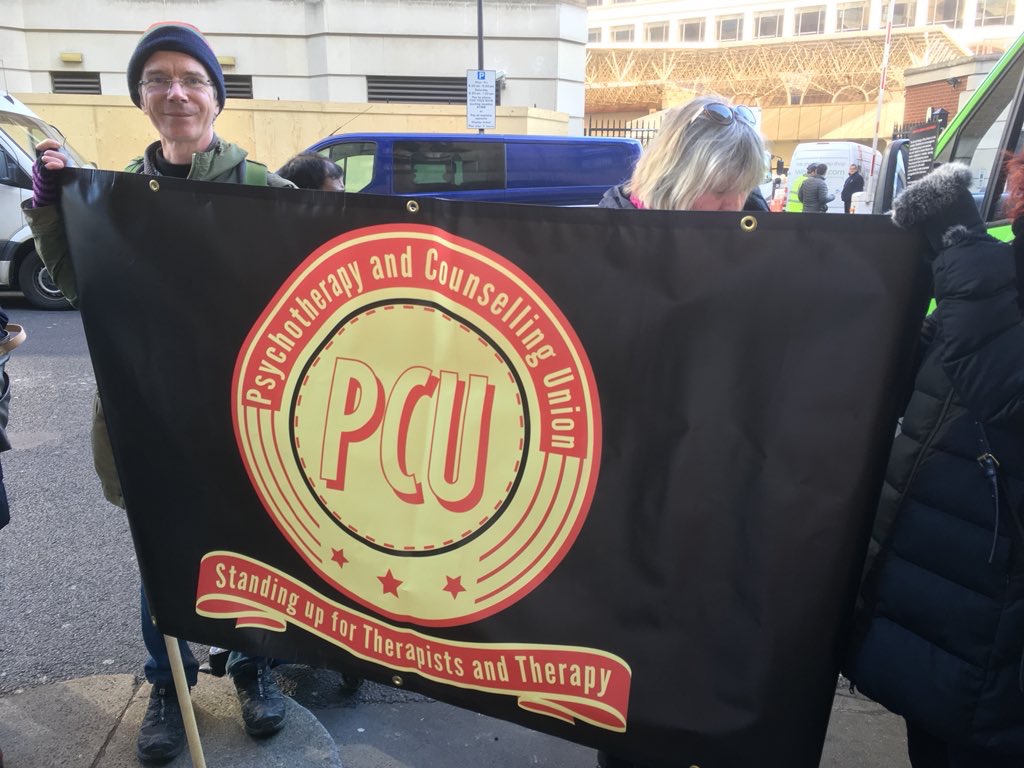 P
Psychotherapy and Counselling Union
PCU
Standing up for Therapists and Therapy